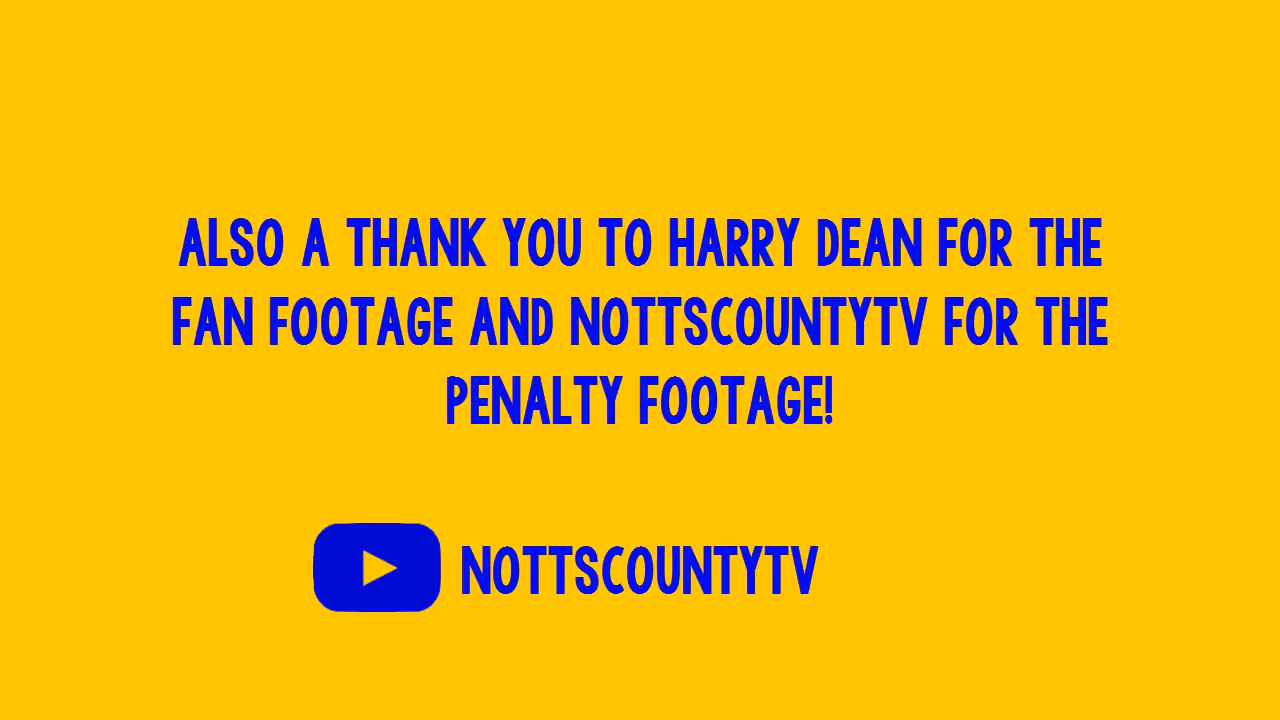 ALSO A THANK YOU TO HARRY DEAN FOR THE
FAN FOOTAGE AND NOTTSCOUNTYTV FOR THE
PENALTY FOOTAGE!
NOTTSCOUNTYTV